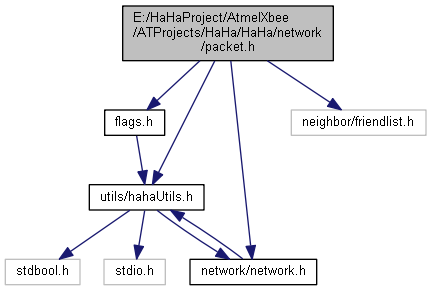 E:/HaHaProject/AtmelXbee
/ATProjects/HaHa/HaHa/network
/packet.h
flags.h
neighbor/friendlist.h
utils/hahaUtils.h
stdbool.h
stdio.h
network/network.h